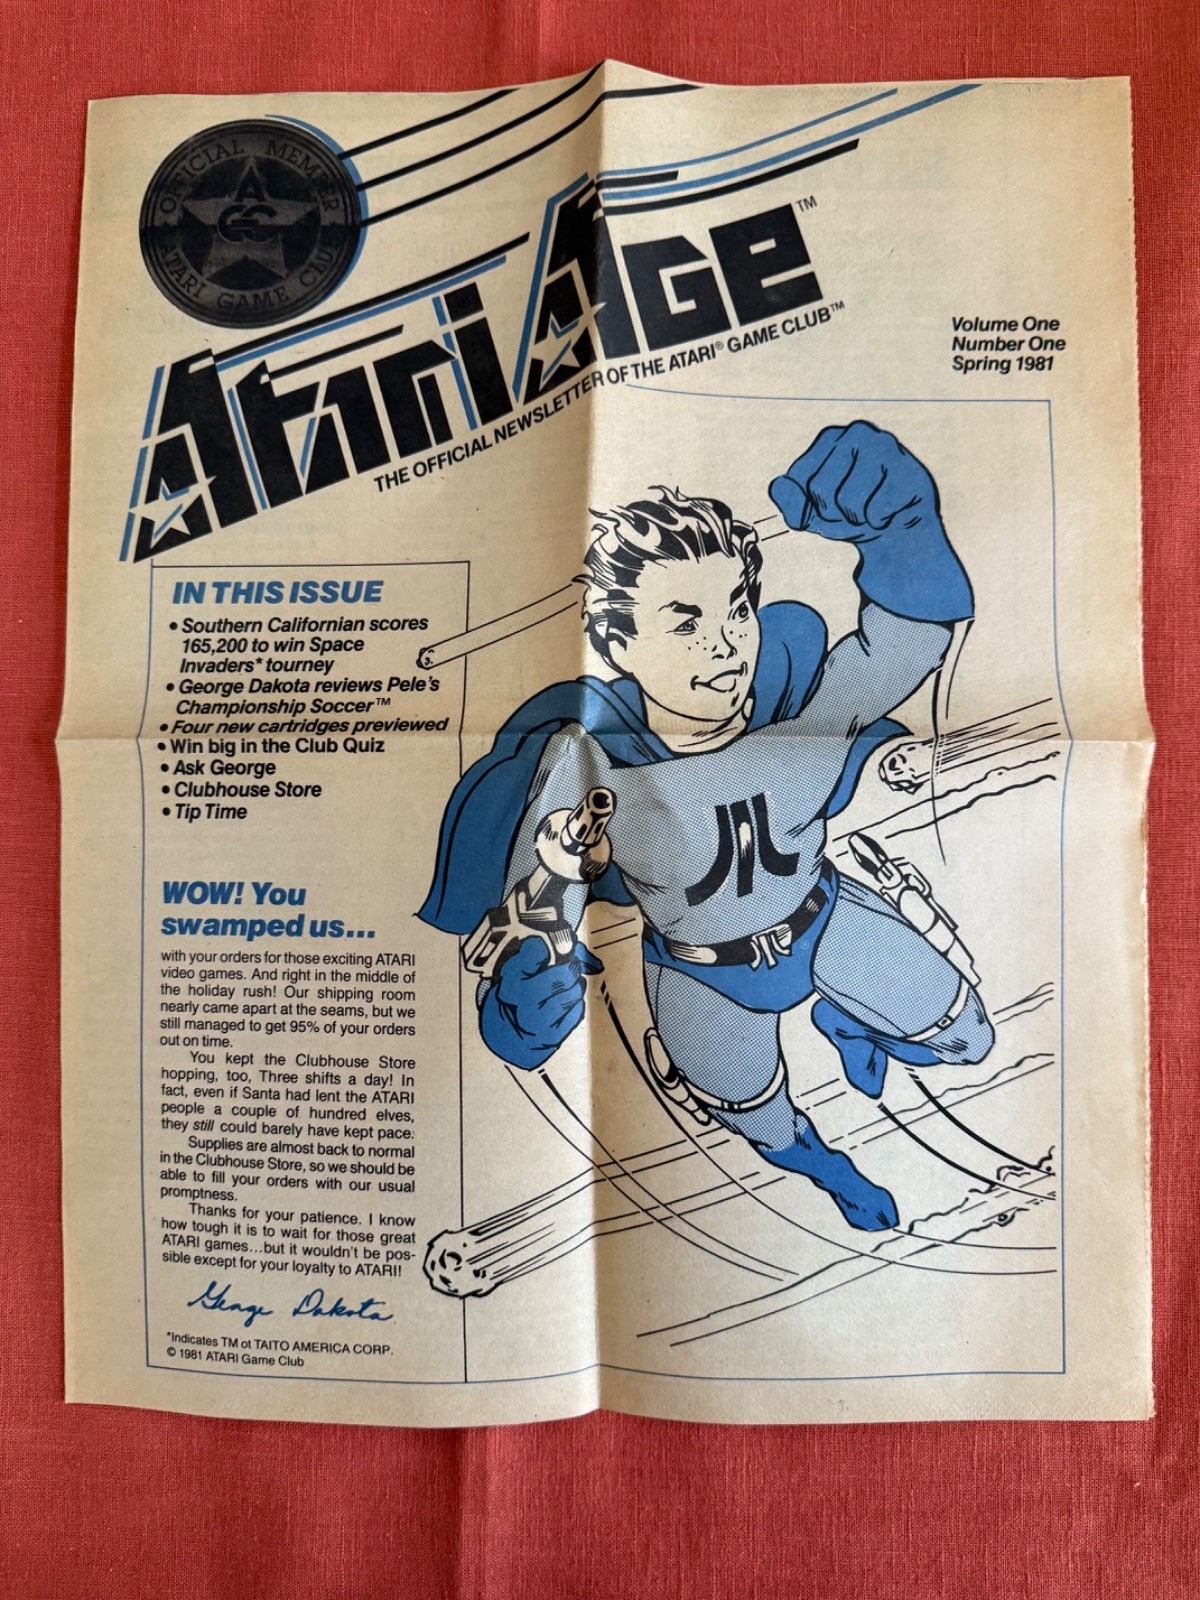 OFFICIAL MEMBER
AGC
ATARI GAME CLUB
Atari Age™
THE OFFICIAL NEWSLETTER OF THE ATARI® GAME CLUB™
Volume One
Number One
Spring 1981
IN THIS ISSUE
• Southern Californian scores
165,200 to win Space
Invaders* tourney
• George Dakota reviews Pele's
Championship Soccer™
• Four new cartridges previewed
• Win big in the Club Quiz
• Ask George
• Clubhouse Store
• Tip Time
WOW! You
swamped us...
with your orders for those exciting ATARI
video games. And right in the middle of
the holiday rush! Our shipping room
nearly came apart at the seams, but we
still managed to get 95% of your orders
out on time.
You kept the Clubhouse Store
hopping, too, Three shifts a day! In
fact, even if Santa had lent the ATARI
people a couple of hundred elves,
they still could barely have kept pace.
Supplies are almost back to normal
in the Clubhouse Store, so we should be
able to fill your orders with our usual
promptness.
Thanks for your patience. I know
how tough it is to wait for those great
ATARI games...but it wouldn't be pos-
sible except for your loyalty to ATARI!
George Dakota
*Indicates TM ot TAITO AMERICA CORP.
© 1981 ATARI Game Club